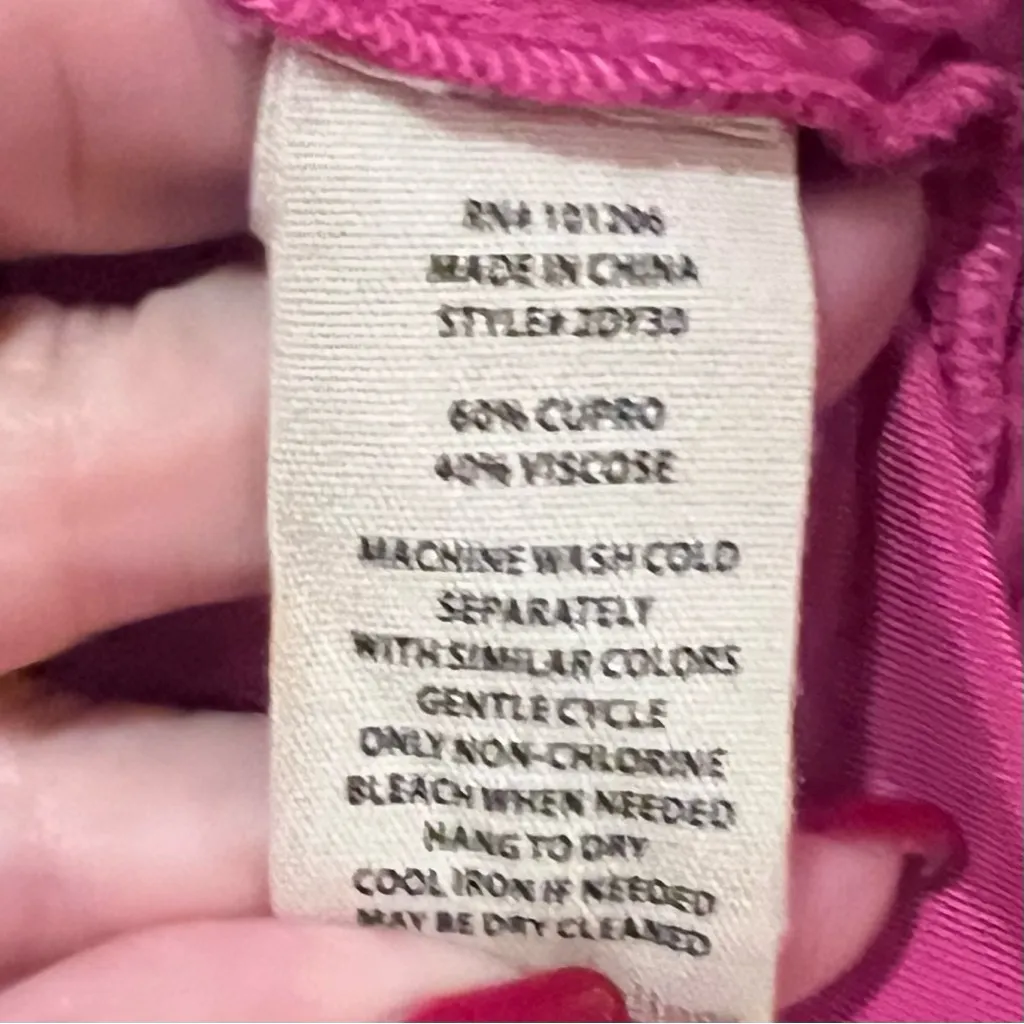 RN# 101206
MADE IN CHINA
STYLE# 2DY30
60% CUPRO
40% VISCOSE
MACHINE WASH COLD
SEPARATELY
WITH SIMILAR COLORS
GENTLE CYCLE
ONLY NON-CHLORINE
BLEACH WHEN NEEDED
HANG TO DRY
COOL IRON IF NEEDED
MAY BE DRY CLEANED